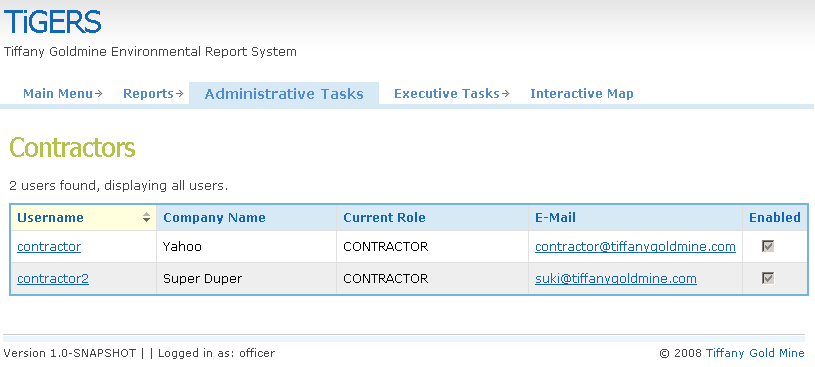 TiGERS
Tiffany Goldmine Environmental Report System
Main Menu Reports Administrative Tasks Executive Tasks Interactive Map
Contractors
2 users found, displaying all users.
Username Company Name Current Role E-Mail Enabled
contractor Yahoo CONTRACTOR contractor@tiffanygoldmine.com
contractor2 Super Duper CONTRACTOR suki@tiffanygoldmine.com
Version 1.0-SNAPSHOT | | Logged in as: officer © 2008 Tiffany Gold Mine